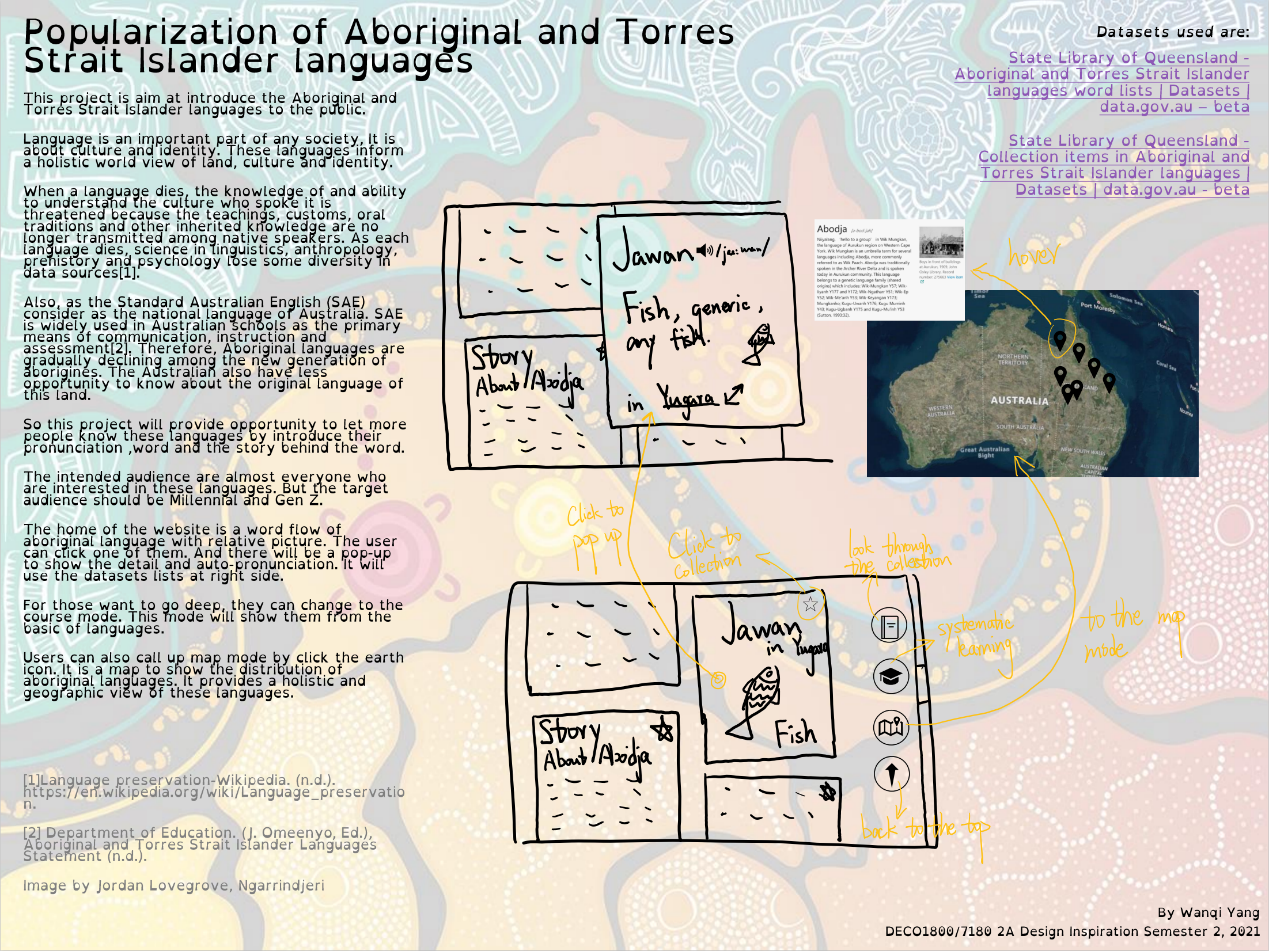 Popularization of Aboriginal and Torres
Strait Islander languages
This project is aim at introduce the Aboriginal and
Torres Strait Islander languages to the public.
Language is an important part of any society. It is
about culture and identity. These languages inform
a holistic world view of land, culture and identity.
When a language dies, the knowledge of and ability
to understand the culture who spoke it is
threatened because the teachings, customs, oral
traditions and other inherited knowledge are no
longer transmitted among native speakers. As each
language dies, science in linguistics, anthropology,
prehistory and psychology lose some diversity in
data sources[1].
Also, as the Standard Australian English (SAE)
consider as the national language of Australia. SAE
is widely used in Australian schools as the primary
means of communication, instruction and
assessment[2]. Therefore, Aboriginal languages are
gradually declining among the new generation of
aborigines. The Australian also have less
opportunity to know about the original language of
this land.
So this project will provide opportunity to let more
people know these languages by introduce their
pronunciation ,word and the story behind the word.
The intended audience are almost everyone who
are interested in these languages. But the target
audience should be Millennial and Gen Z.
The home of the website is a word flow of
aboriginal language with relative picture. The user
can click one of them. And there will be a pop-up
to show the detail and auto-pronunciation. It will
use the datasets lists at right side.
For those want to go deep, they can change to the
course mode. This mode will show them from the
basic of languages.
Users can also call up map mode by click the earth
icon. It is a map to show the distribution of
aboriginal languages. It provides a holistic and
geographic view of these languages.
[1]Language preservation-Wikipedia. (n.d.).
https://en.wikipedia.org/wiki/Language_preservatio
n.
[2] Department of Education. (J. Omeenyo, Ed.),
Aboriginal and Torres Strait Islander Languages
Statement (n.d.).
Image by Jordan Lovegrove, Ngarrindjeri
Datasets used are:
State Library of Queensland -
Aboriginal and Torres Strait Islander
languages word lists | Datasets |
data.gov.au – beta
State Library of Queensland -
Collection items in Aboriginal and
Torres Strait Islander languages |
Datasets | data.gov.au - beta
Jawan /ja:wan/
Fish, generic,
any fish.
in Yugara
Story
About/Abodja
Abodja
hover
Port Moresby
NORTHERN
TERRITORY
WESTERN
AUSTRALIA
AUSTRALIA
SOUTH AUSTRALIA
Great Australian
Bight
NEW SOUTH WALES
Coral Sea
Click to
pop up
Click to
collection
look through
the collection
Jawan
in Yugara
Fish
Story
About/Abodja
systematic
learning
to the map
mode
back to the top
By Wanqi Yang
DECO1800/7180 2A Design Inspiration Semester 2, 2021